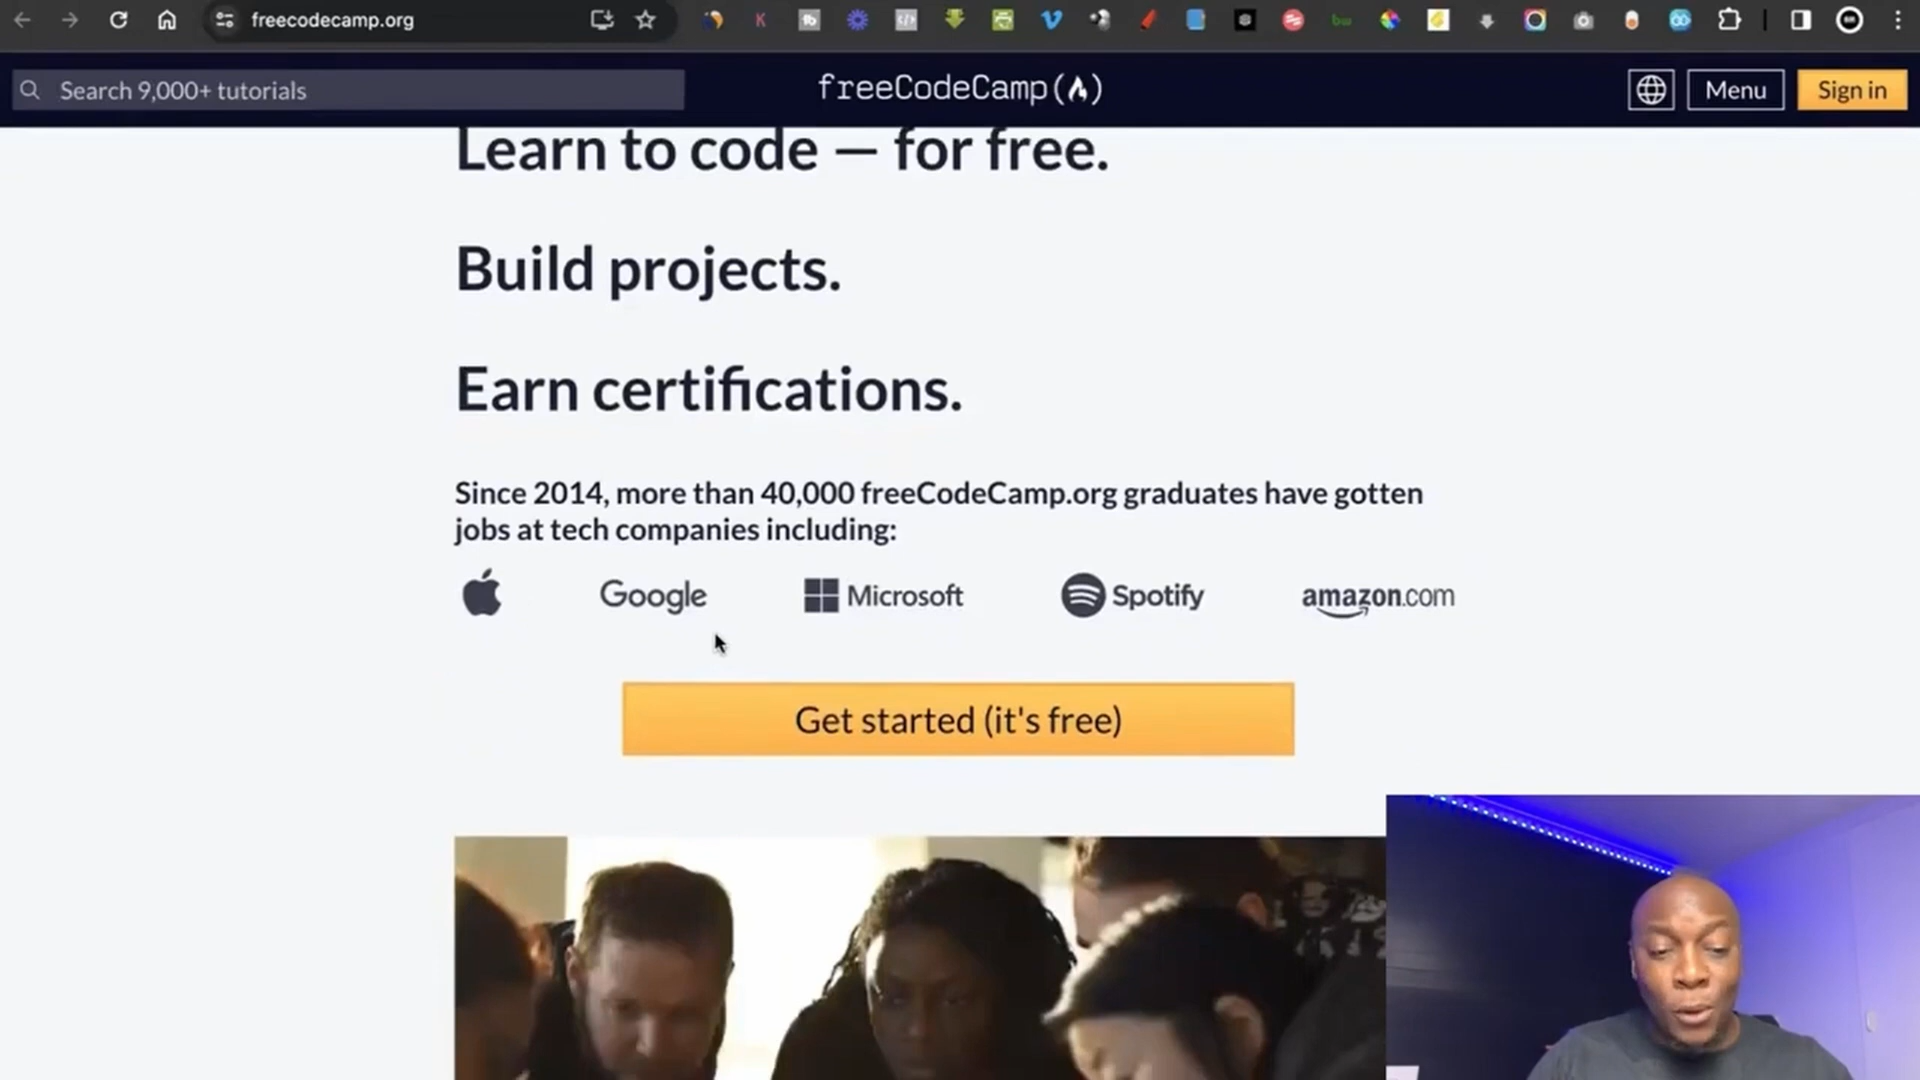 freecodecamp.org
Search 9,000+ tutorials
freeCodeCamp
Menu
Sign in
Learn to code — for free.
Build projects.
Earn certifications.
Since 2014, more than 40,000 freeCodeCamp.org graduates have gotten
jobs at tech companies including:
Google
Microsoft
Spotify
amazon.com
Get started (it's free)